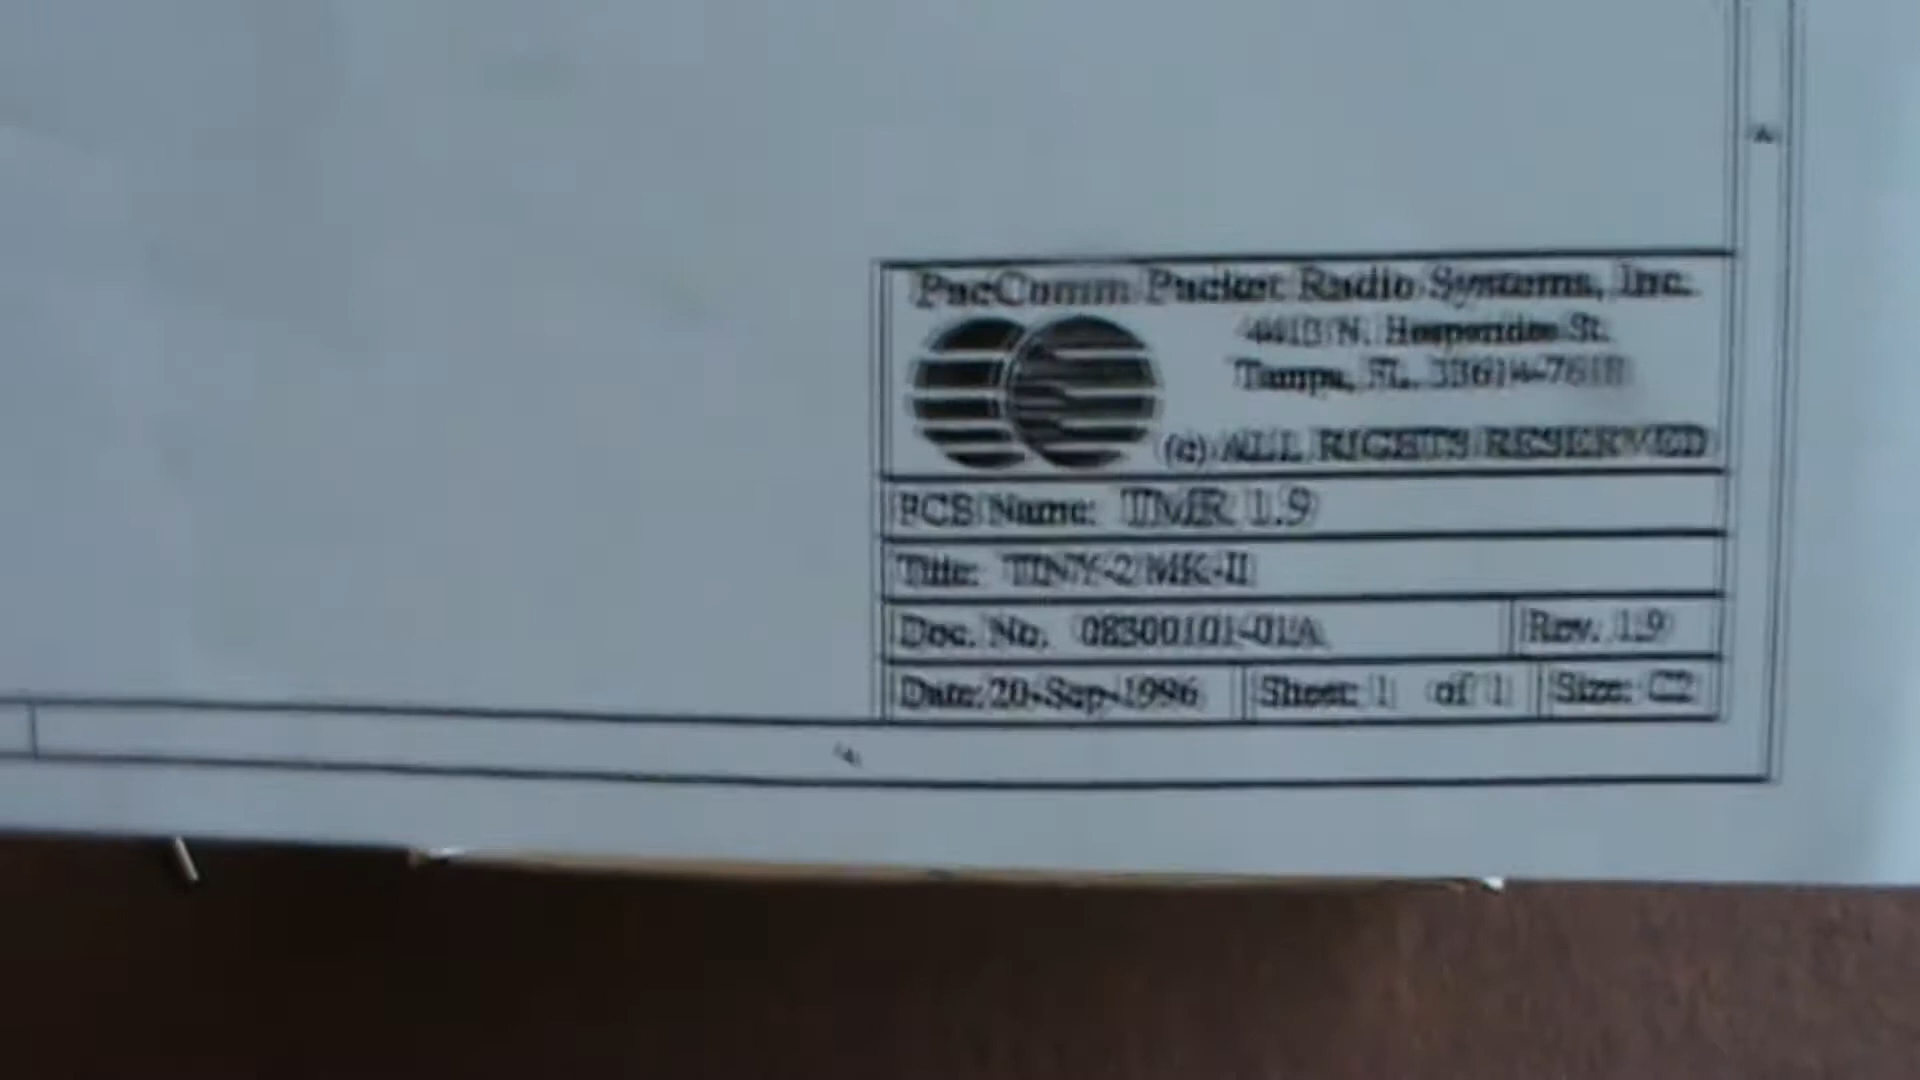 PacComm Packet Radio Systems, Inc.
4413 N. Hesperides St.
Tampa, FL. 33614-7618
(c) ALL RIGHTS RESERVED
PCB Name: TMR 1.9
Title: TINY-2 MK-II
Doc. No. 08300101-01A Rev. 1.9
Date: 20-Sep-1996 Sheet 1 of 1 Size: C2